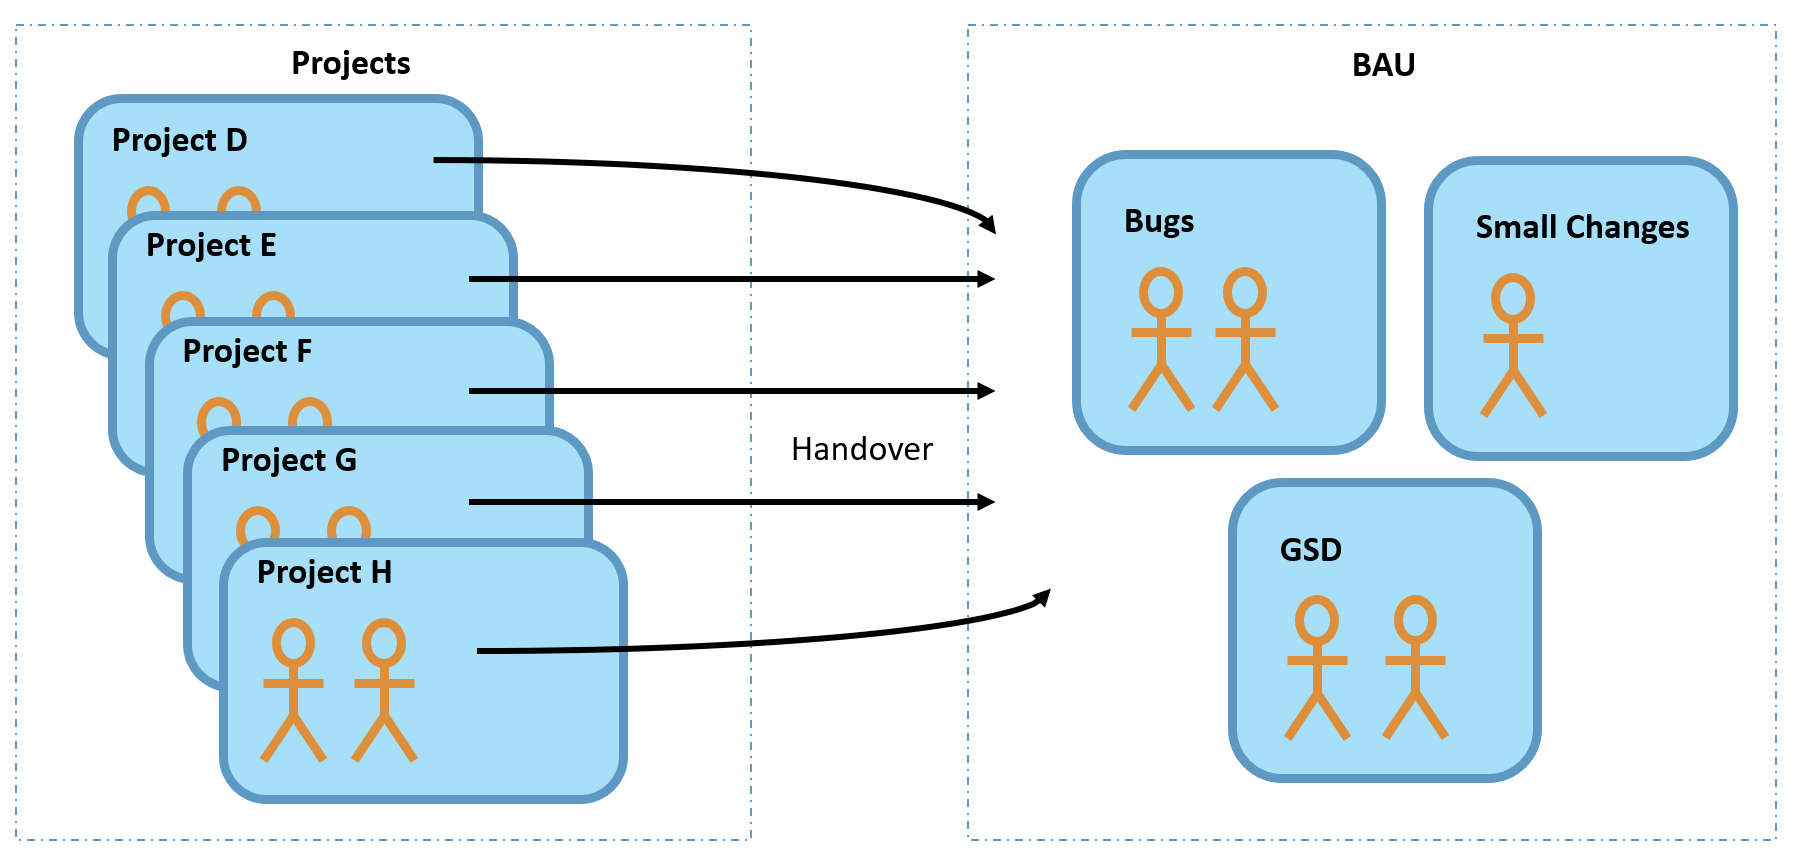 Projects
Project D
Project E
Project F
Project G
Project H
Handover
BAU
Bugs
Small Changes
GSD